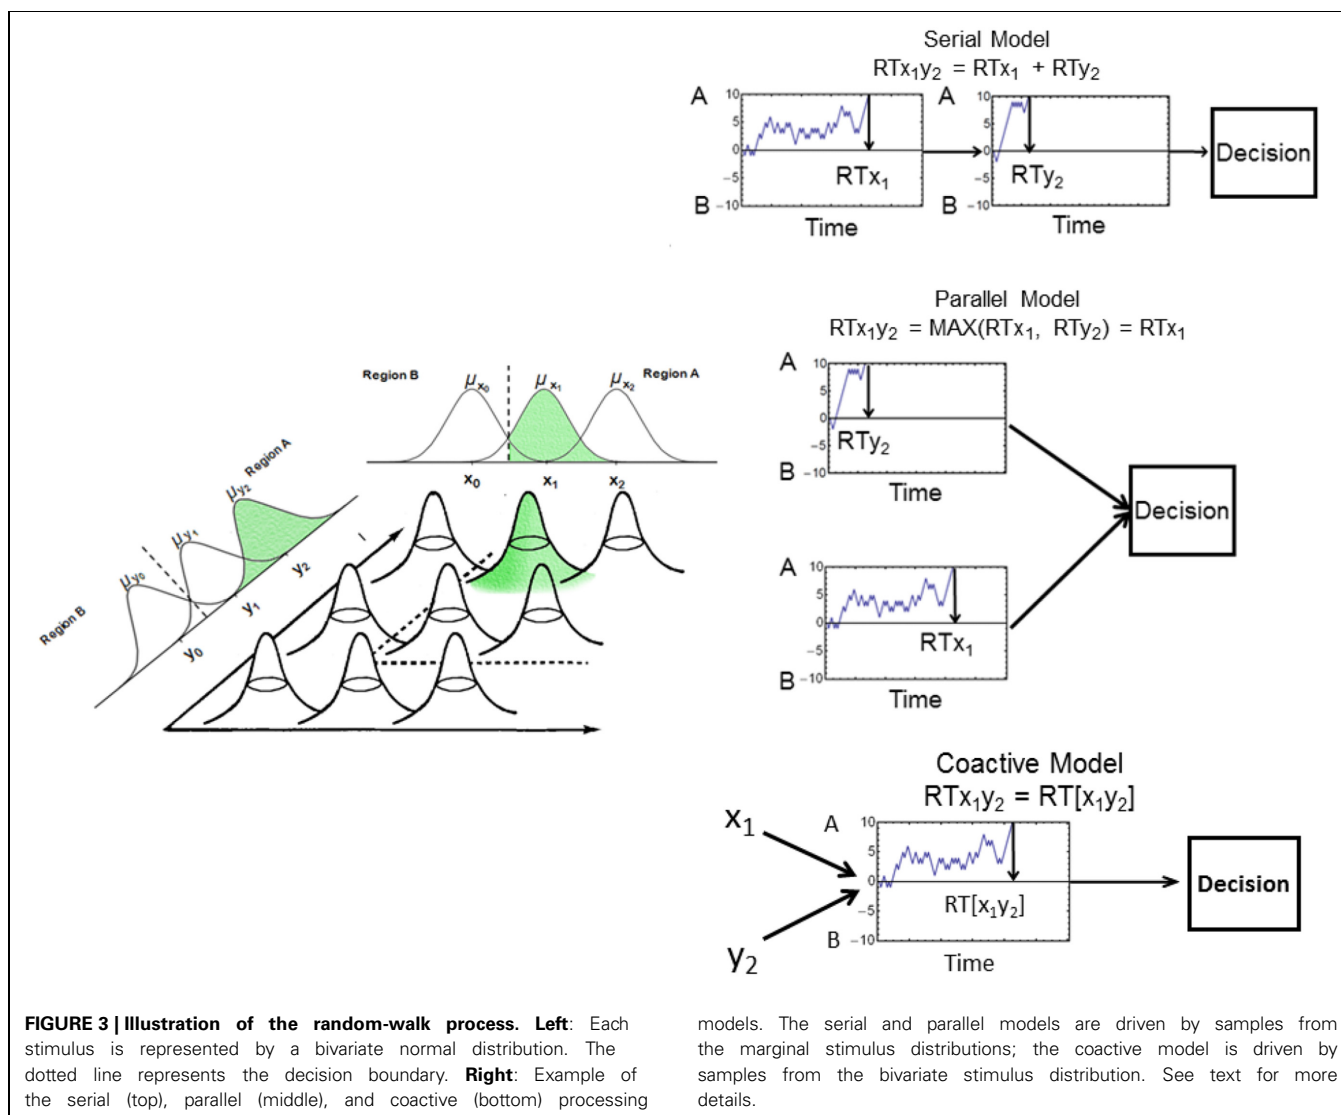 Serial Model
RTx₁y₂ = RTx₁ + RTy₂
A
10
5
0
−5
B
−10
RTx₁
Time
A
10
5
0
−5
B
−10
RTy₂
Time
Decision
Parallel Model
RTx₁y₂ = MAX(RTx₁, RTy₂) = RTx₁
A
10
5
0
−5
B
−10
RTy₂
Time
A
10
5
0
−5
B
−10
RTx₁
Time
Decision
Region B
μx₀
μx₁
μx₂
Region A
x₀
x₁
x₂
Region B
μy₀
μy₁
μy₂
Region A
y₀
y₁
y₂
I
Coactive Model
RTx₁y₂ = RT[x₁y₂]
x₁
y₂
A
10
5
0
−5
B
−10
RT[x₁y₂]
Time
Decision
FIGURE 3 | Illustration of the random-walk process. Left: Each
stimulus is represented by a bivariate normal distribution. The
dotted line represents the decision boundary. Right: Example of
the serial (top), parallel (middle), and coactive (bottom) processing
models. The serial and parallel models are driven by samples from
the marginal stimulus distributions; the coactive model is driven by
samples from the bivariate stimulus distribution. See text for more
details.